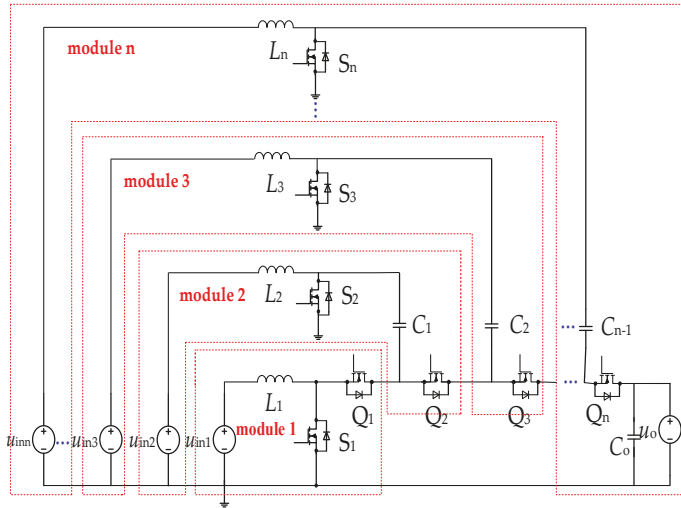 module n
Ln
Sn
module 3
L3
S3
module 2
L2
S2
C1
C2
Cn-1
L1
Q1
Q2
Q3
Qn
uinn
uin3
uin2
uin1
module 1
S1
Co
uo